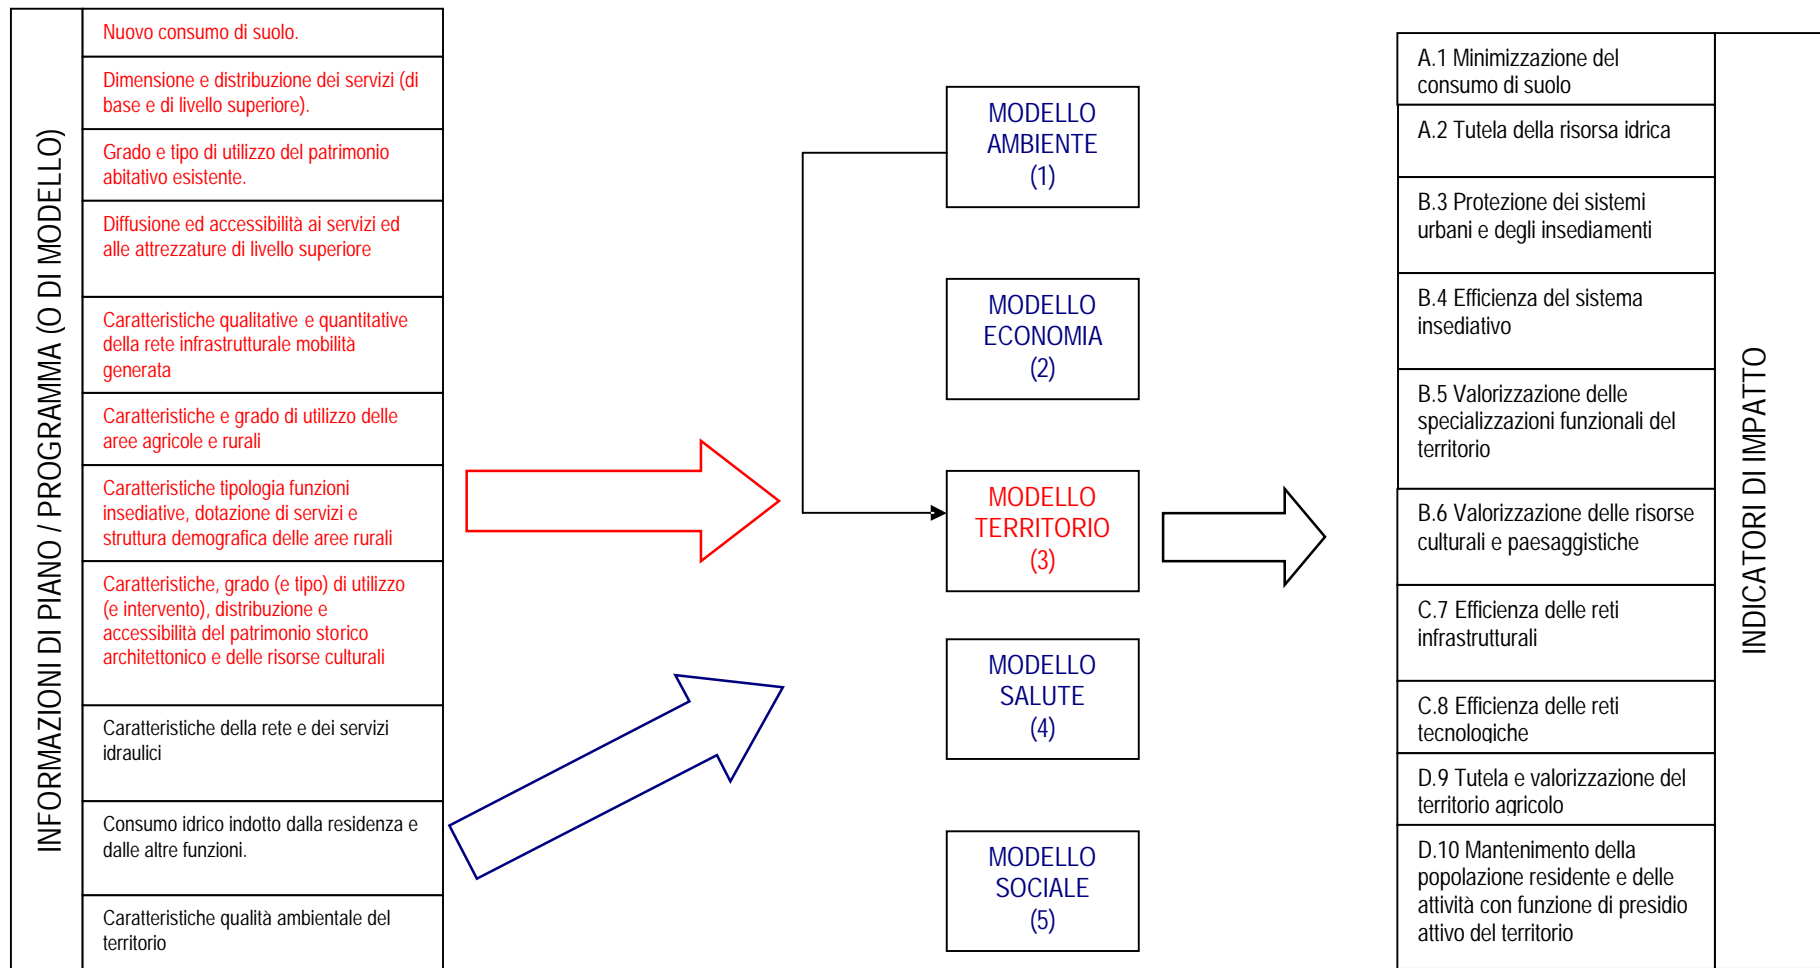 INFORMAZIONI DI PIANO / PROGRAMMA (O DI MODELLO)
Nuovo consumo di suolo.
Dimensione e distribuzione dei servizi (di
base e di livello superiore).
Grado e tipo di utilizzo del patrimonio
abitativo esistente.
Diffusione ed accessibilità ai servizi ed
alle attrezzature di livello superiore
Caratteristiche qualitative e quantitative
della rete infrastrutturale mobilità
generata
Caratteristiche e grado di utilizzo delle
aree agricole e rurali
Caratteristiche tipologia funzioni
insediative, dotazione di servizi e
struttura demografica delle aree rurali
Caratteristiche, grado (e tipo) di utilizzo
(e intervento), distribuzione e
accessibilità del patrimonio storico
architettonico e delle risorse culturali
Caratteristiche della rete e dei servizi
idraulici
Consumo idrico indotto dalla residenza e
dalle altre funzioni.
Caratteristiche qualità ambientale del
territorio
MODELLO
AMBIENTE
(1)
MODELLO
ECONOMIA
(2)
MODELLO
TERRITORIO
(3)
MODELLO
SALUTE
(4)
MODELLO
SOCIALE
(5)
A.1 Minimizzazione del
consumo di suolo
A.2 Tutela della risorsa idrica
B.3 Protezione dei sistemi
urbani e degli insediamenti
B.4 Efficienza del sistema
insediativo
B.5 Valorizzazione delle
specializzazioni funzionali del
territorio
B.6 Valorizzazione delle risorse
culturali e paesaggistiche
C.7 Efficienza delle reti
infrastrutturali
C.8 Efficienza delle reti
tecnologiche
D.9 Tutela e valorizzazione del
territorio agricolo
D.10 Mantenimento della
popolazione residente e delle
attività con funzione di presidio
attivo del territorio
INDICATORI DI IMPATTO